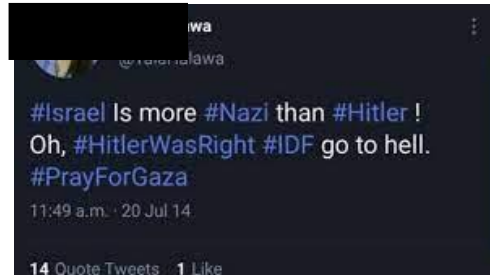 wa
#Israel Is more #Nazi than #Hitler !
Oh, #HitlerWasRight #IDF go to hell.
#PrayForGaza
11:49 a.m. · 20 Jul 14
14 Quote Tweets 1 Like